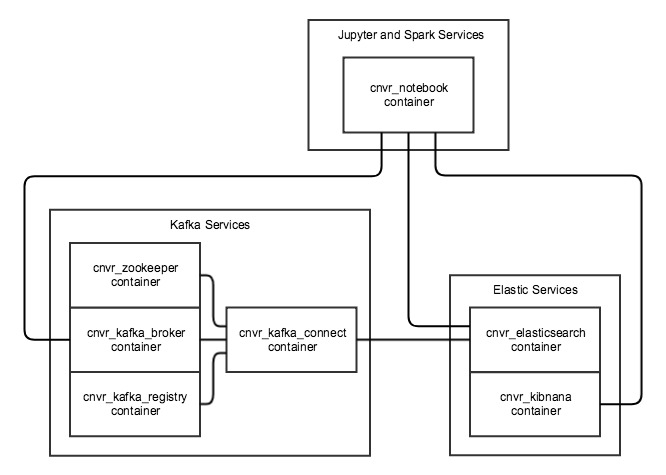 Jupyter and Spark Services
cnvr_notebook
container
Kafka Services
cnvr_zookeeper
container
cnvr_kafka_broker
container
cnvr_kafka_registry
container
cnvr_kafka_connect
container
Elastic Services
cnvr_elasticsearch
container
cnvr_kibnana
container